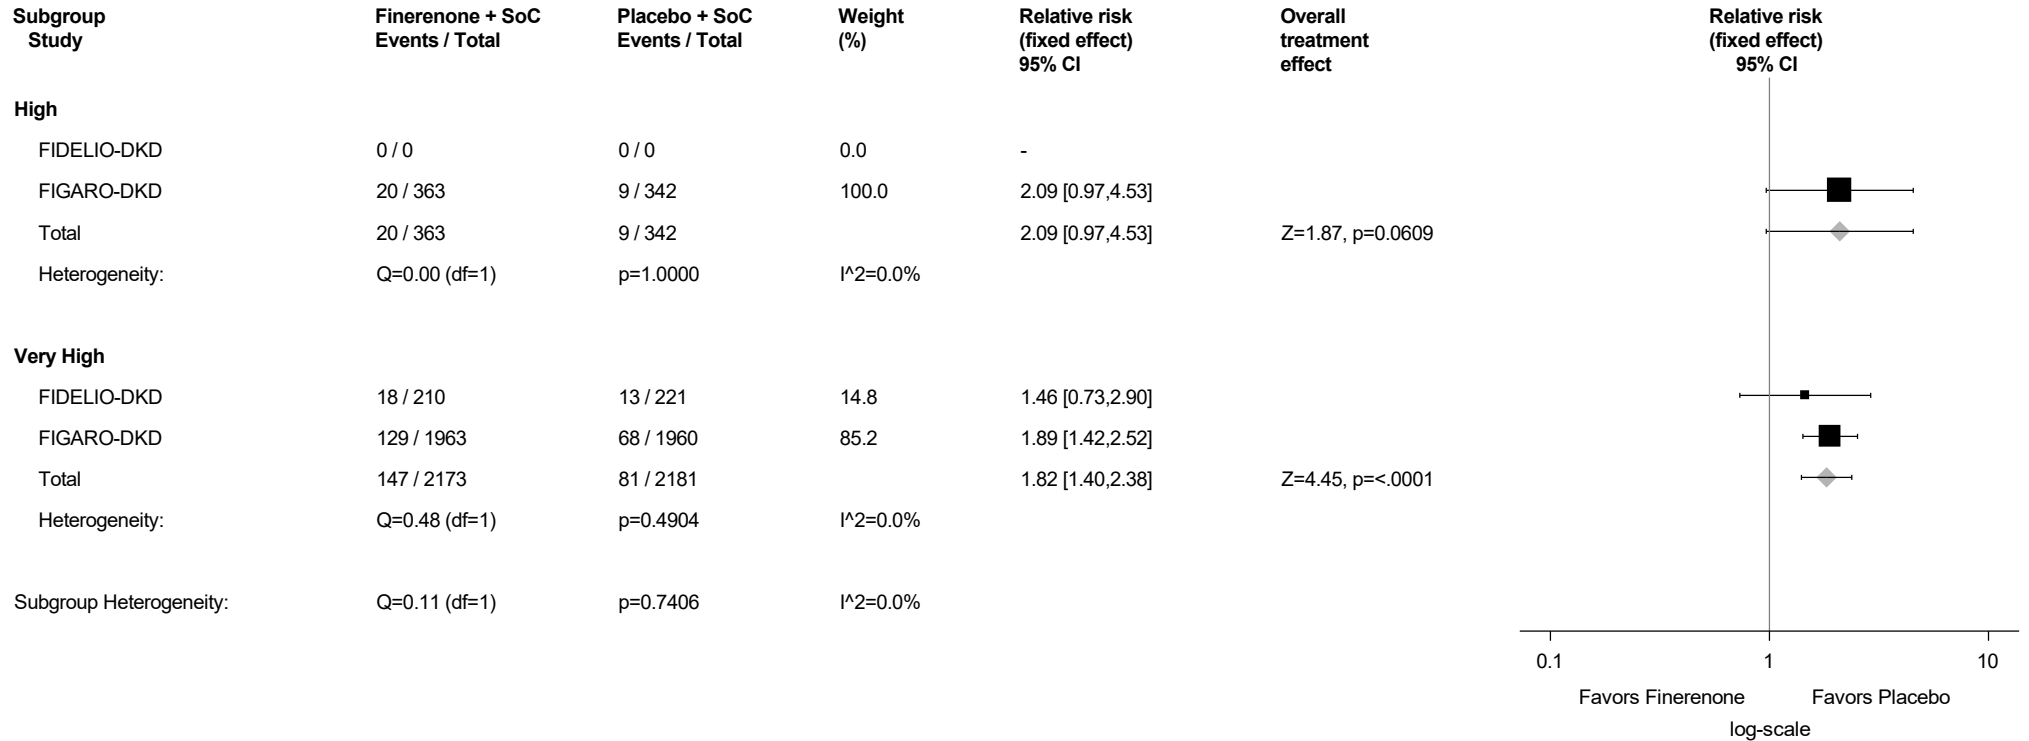 Subgroup Finerenone + SoC Placebo + SoC Weight Relative risk Overall Relative risk
Study Events / Total Events / Total (%) (fixed effect) treatment (fixed effect)
95% CI effect 95% CI
High
FIDELIO-DKD 0 / 0 0 / 0 0.0 -
FIGARO-DKD 20 / 363 9 / 342 100.0 2.09 [0.97,4.53]
Total 20 / 363 9 / 342 2.09 [0.97,4.53] Z=1.87, p=0.0609
Heterogeneity: Q=0.00 (df=1) p=1.0000 I^2=0.0%
Very High
FIDELIO-DKD 18 / 210 13 / 221 14.8 1.46 [0.73,2.90]
FIGARO-DKD 129 / 1963 68 / 1960 85.2 1.89 [1.42,2.52]
Total 147 / 2173 81 / 2181 1.82 [1.40,2.38] Z=4.45, p=<.0001
Heterogeneity: Q=0.48 (df=1) p=0.4904 I^2=0.0%
Subgroup Heterogeneity: Q=0.11 (df=1) p=0.7406 I^2=0.0%
0.1 1 10
Favors Finerenone Favors Placebo
log-scale